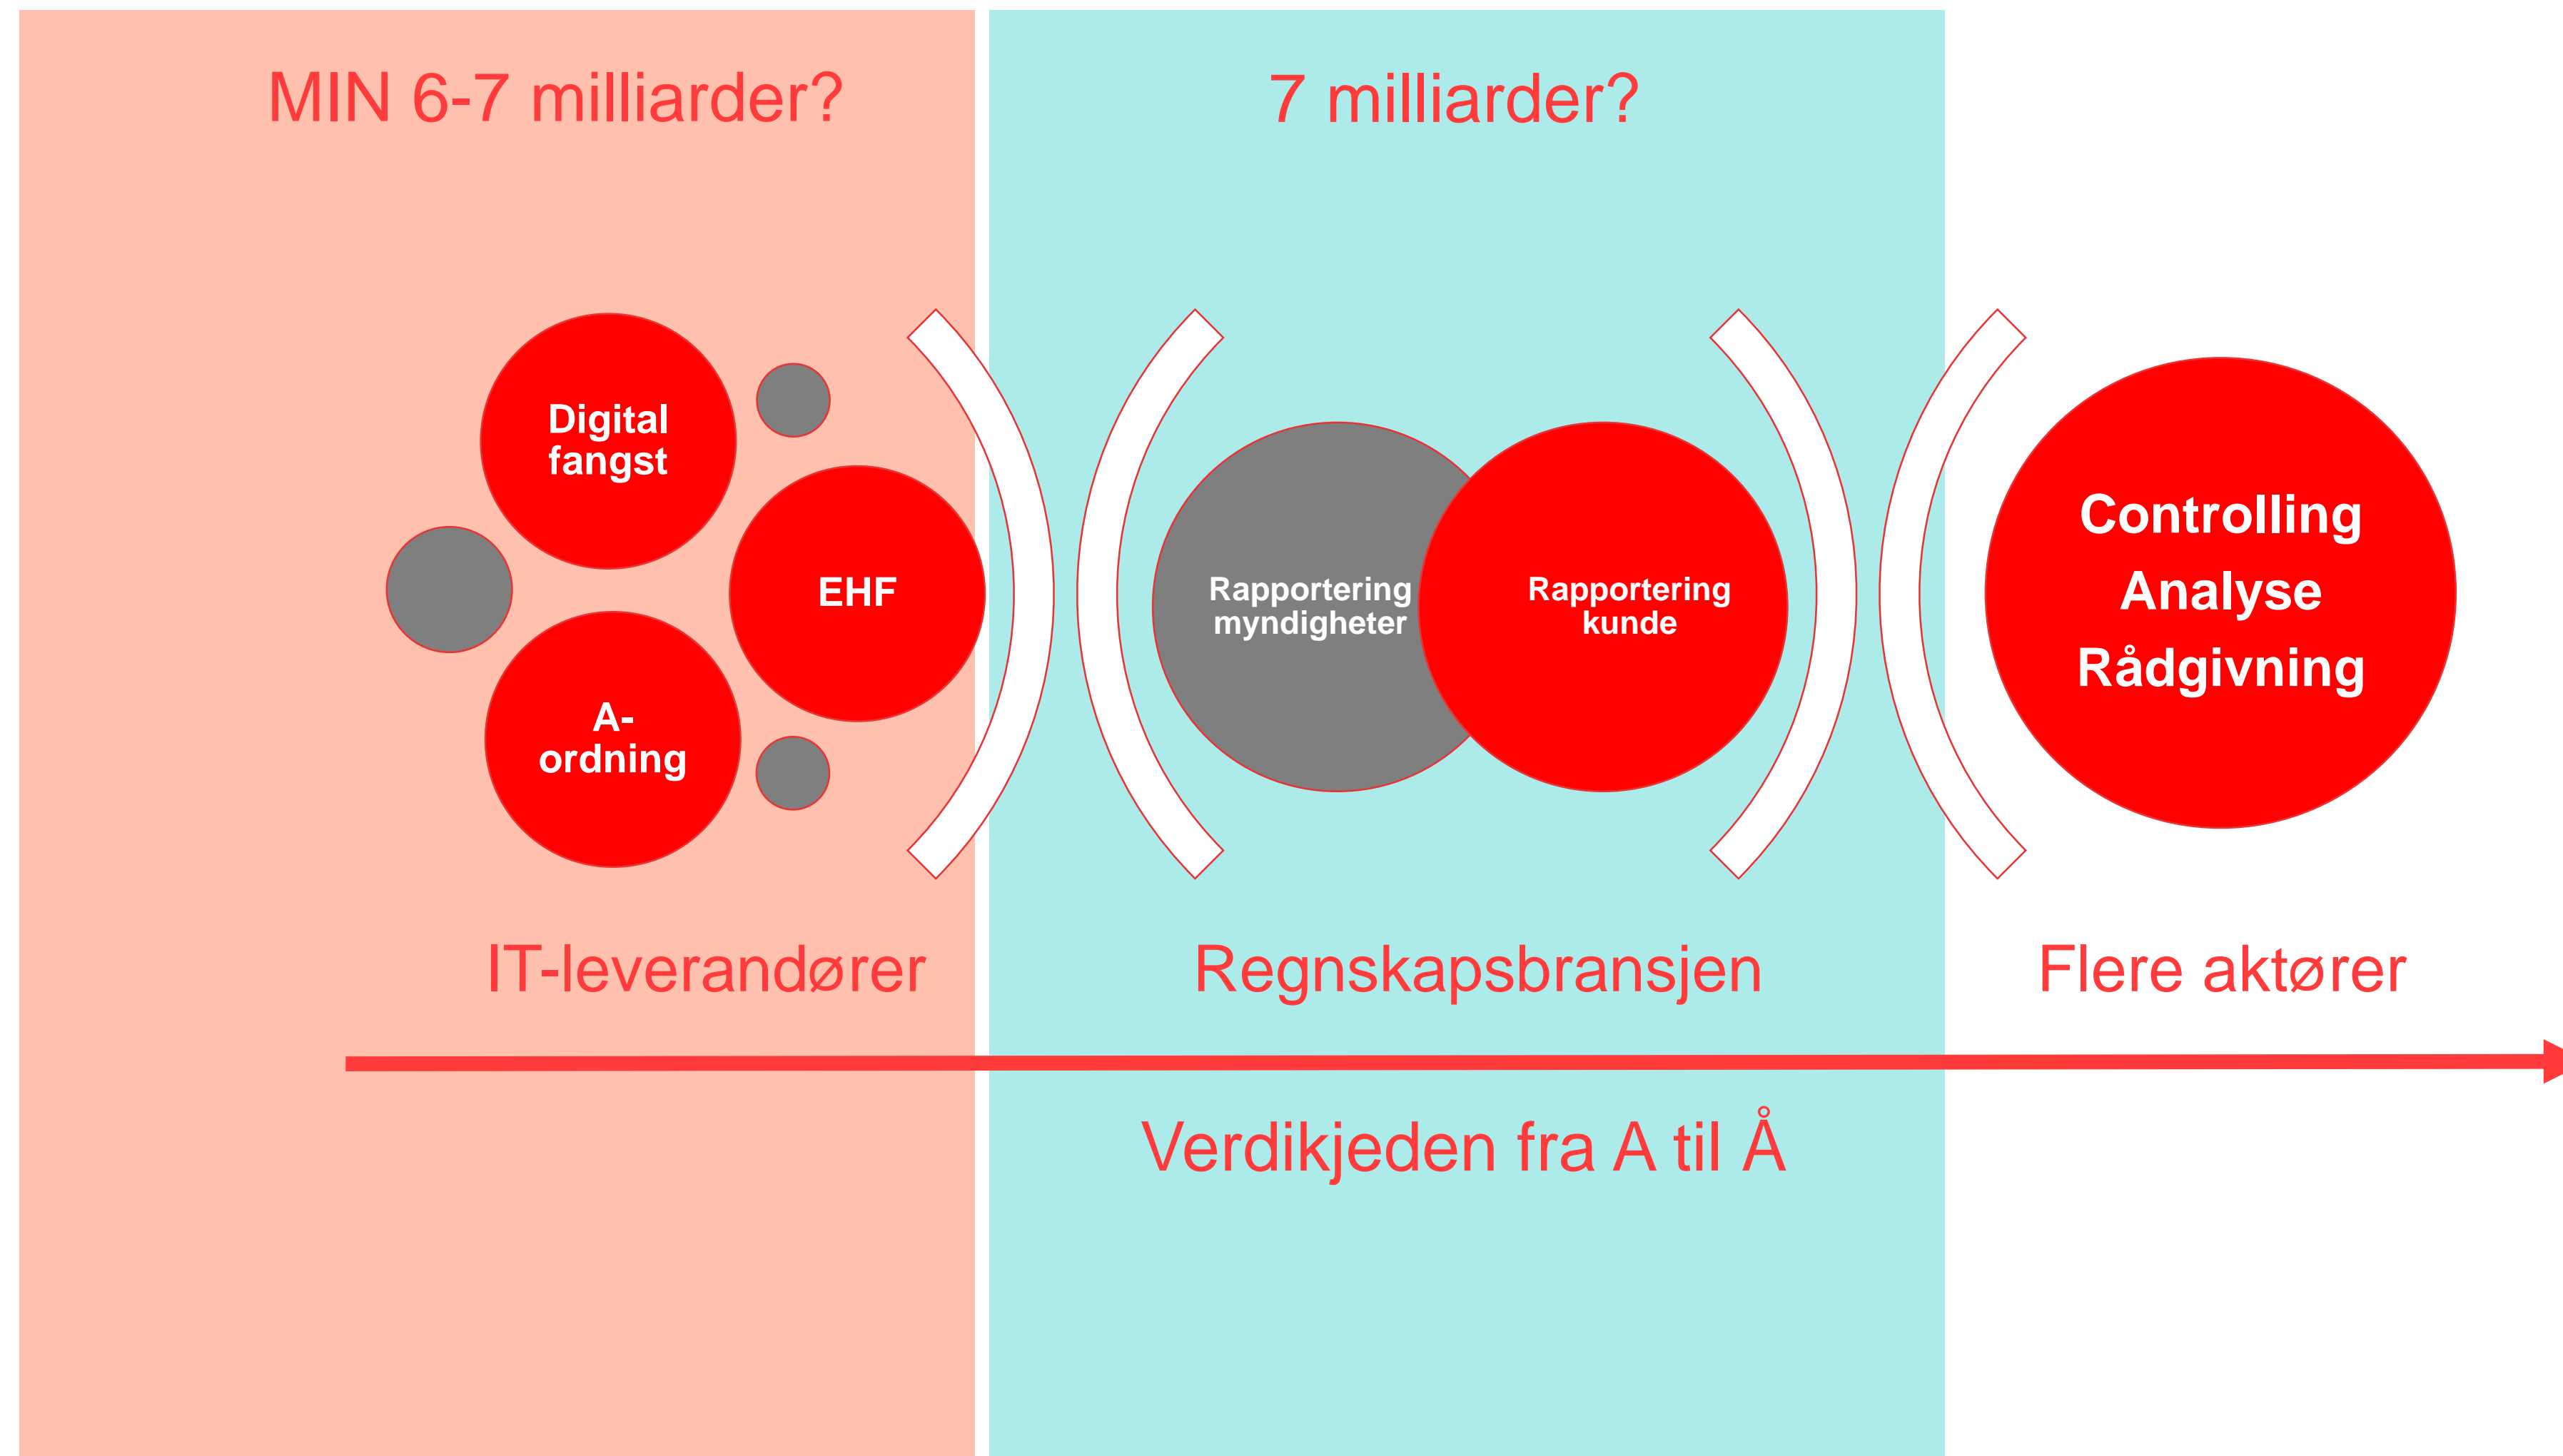 MIN 6-7 milliarder?
7 milliarder?
Digital
fangst
EHF
A-
ordning
Rapportering
myndigheter
Rapportering
kunde
Controlling
Analyse
Rådgivning
IT-leverandører
Regnskapsbransjen
Flere aktører
Verdikjeden fra A til Å